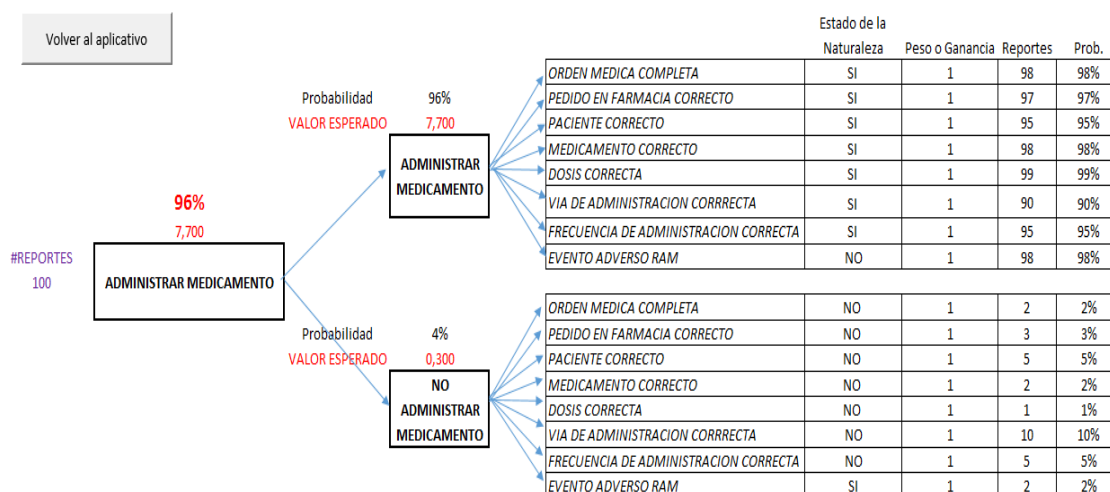 Volver al aplicativo
Estado de la
Naturaleza Peso o Ganancia Reportes Prob.
ORDEN MEDICA COMPLETA SI 1 98 98%
Probabilidad 96%
PEDIDO EN FARMACIA CORRECTO SI 1 97 97%
VALOR ESPERADO 7,700
PACIENTE CORRECTO SI 1 95 95%
ADMINISTRAR
MEDICAMENTO
MEDICAMENTO CORRECTO SI 1 98 98%
DOSIS CORRECTA SI 1 99 99%
VIA DE ADMINISTRACION CORRRECTA SI 1 90 90%
FRECUENCIA DE ADMINISTRACION CORRECTA SI 1 95 95%
EVENTO ADVERSO RAM NO 1 98 98%
96%
7,700
#REPORTES
100
ADMINISTRAR MEDICAMENTO
ORDEN MEDICA COMPLETA NO 1 2 2%
Probabilidad 4%
PEDIDO EN FARMACIA CORRECTO NO 1 3 3%
VALOR ESPERADO 0,300
PACIENTE CORRECTO NO 1 5 5%
NO
ADMINISTRAR
MEDICAMENTO
MEDICAMENTO CORRECTO NO 1 2 2%
DOSIS CORRECTA NO 1 1 1%
VIA DE ADMINISTRACION CORRRECTA NO 1 10 10%
FRECUENCIA DE ADMINISTRACION CORRECTA NO 1 5 5%
EVENTO ADVERSO RAM SI 1 2 2%